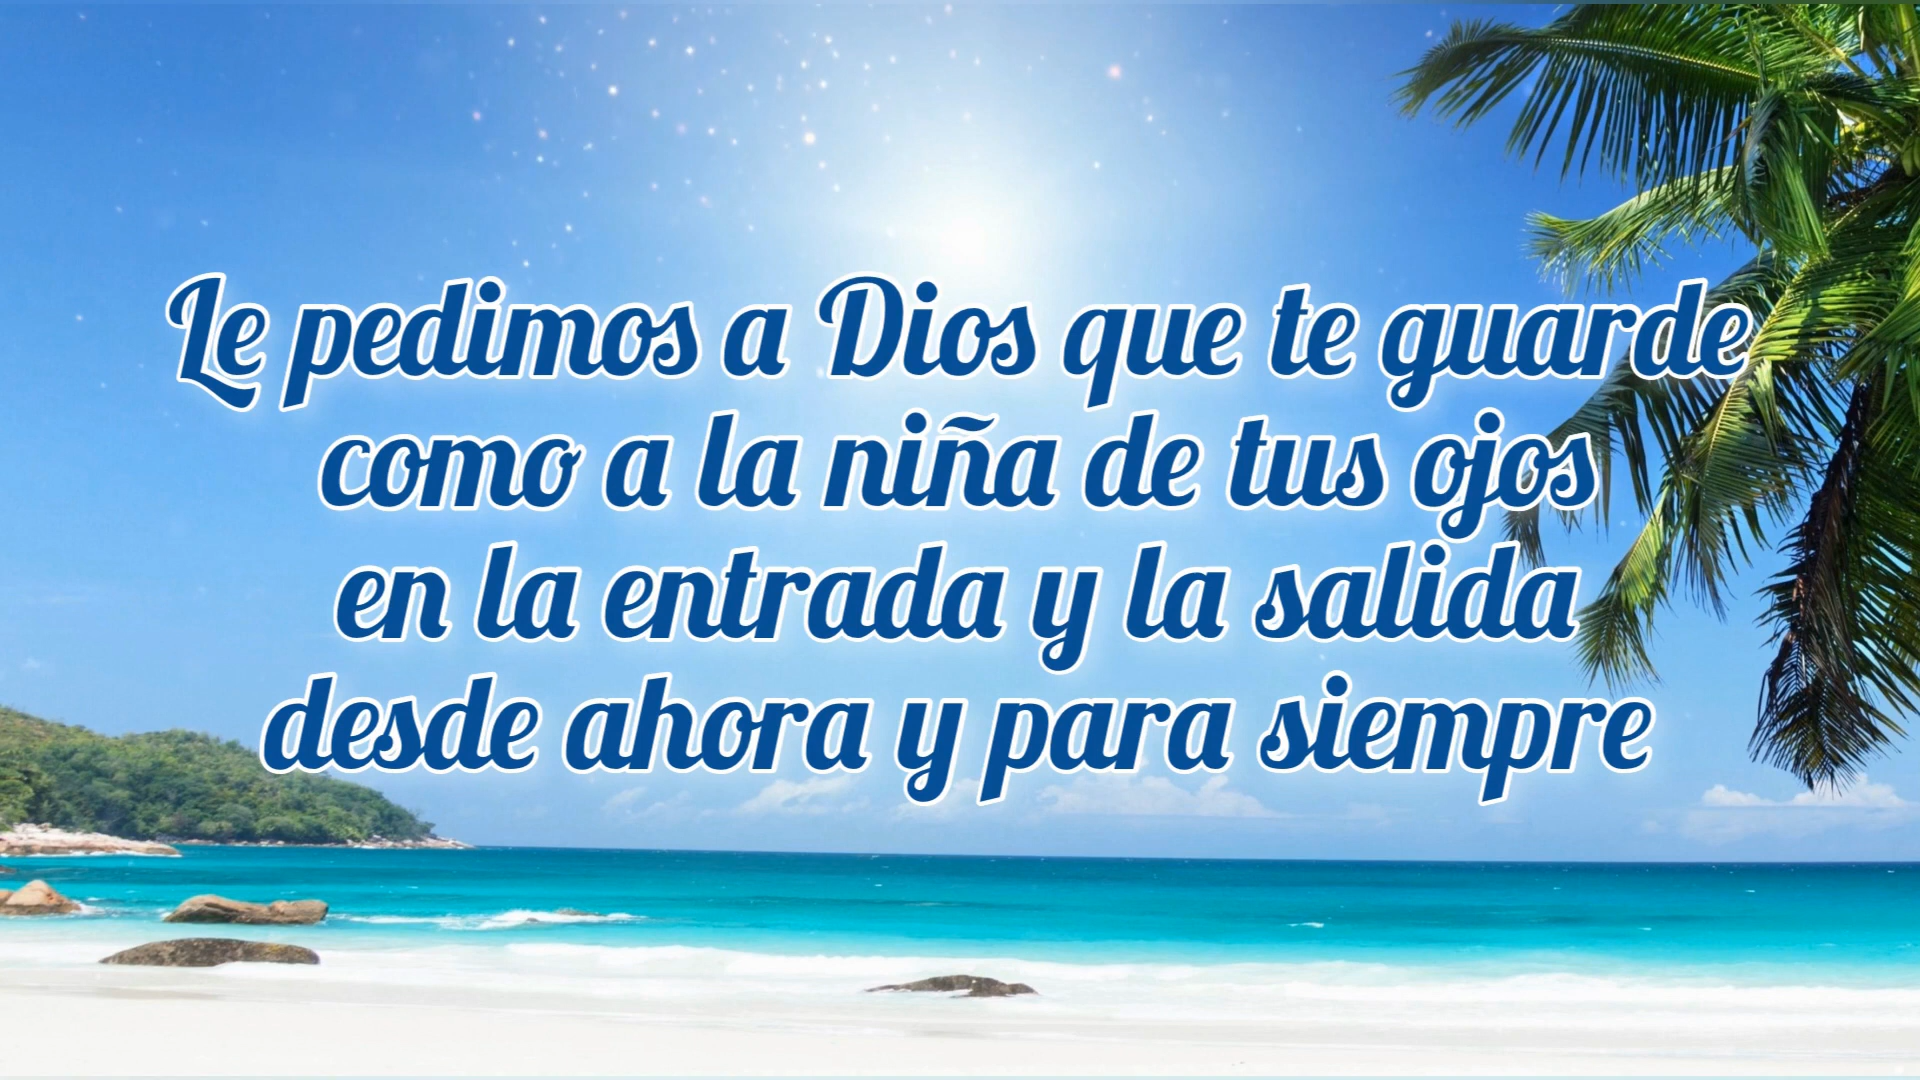 Le pedimos a Dios que te guarde
como a la niña de tus ojos
en la entrada y la salida
desde ahora y para siempre